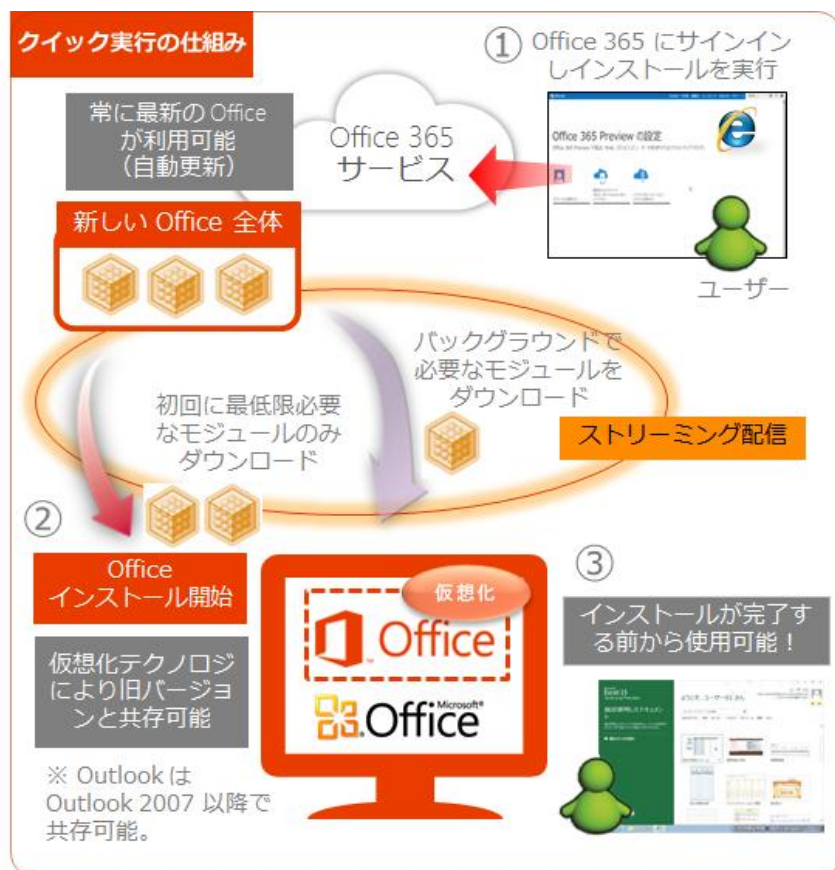 クイック実行の仕組み
① Office 365 にサインイン
しインストールを実行
常に最新の Office
が利用可能
（自動更新）
Office 365
サービス
Office 365 Preview の設定
新しい Office 全体
ユーザー
バックグラウンドで
必要なモジュールを
ダウンロード
初回に最低限必要
なモジュールのみ
ダウンロード
ストリーミング配信
②
Office
インストール開始
仮想化テクノロジ
により旧バージョ
ンと共存可能
※ Outlook は
Outlook 2007 以降で
共存可能。
仮想化
Office
Microsoft®
Office
③
インストールが完了す
る前から使用可能！